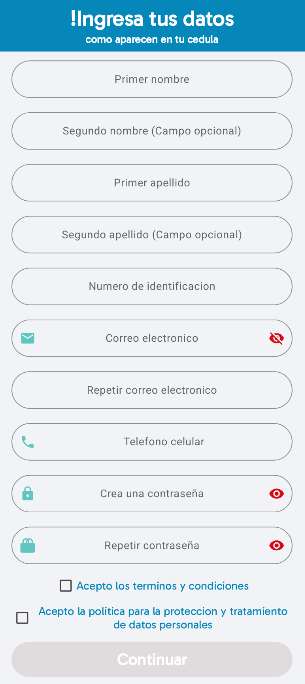 !Ingresa tus datos
como aparecen en tu cedula
Primer nombre
Segundo nombre (Campo opcional)
Primer apellido
Segundo apellido (Campo opcional)
Numero de identificacion
Correo electronico
Repetir correo electronico
Telefono celular
Crea una contraseña
Repetir contraseña
Acepto los terminos y condiciones
Acepto la politica para la proteccion y tratamiento
de datos personales
Continuar